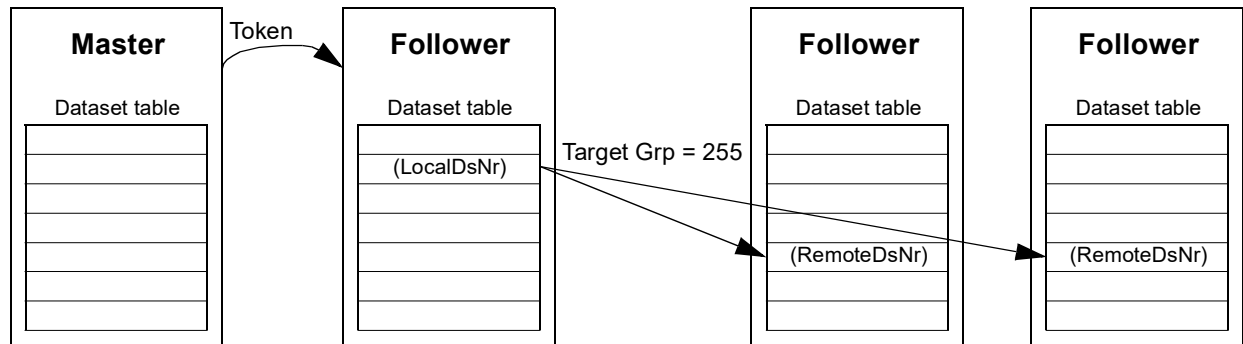 Master
Token
Follower
Follower
Follower
Dataset table
Dataset table
Dataset table
Dataset table
(LocalDsNr)
Target Grp = 255
(RemoteDsNr)
(RemoteDsNr)